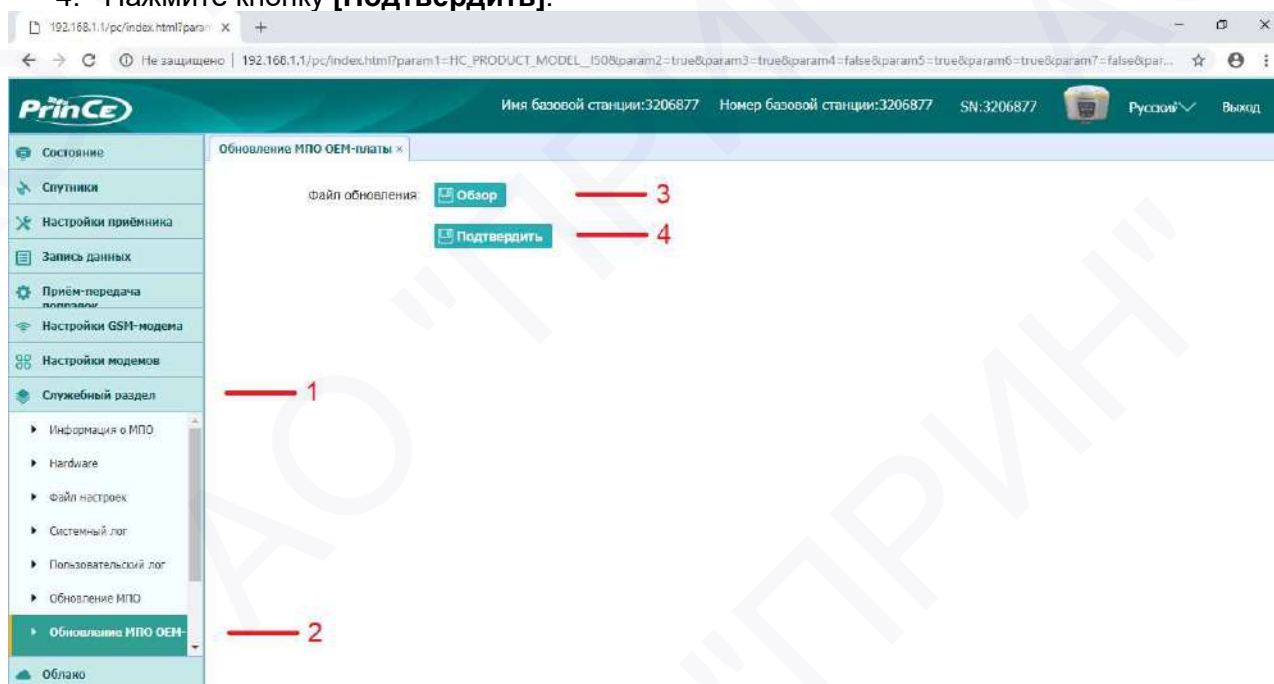 4. Нажмите кнопку [Подтвердить].
192.168.1.1/pc/index.html?param
Не защищено | 192.168.1.1/pc/index.html?param1=HC_PRODUCT_MODEL_I50&param2=true&param3=true&param4=false&param5=true&param6=true&param7=false&par...
PrinCE
Имя базовой станции:3206877 Номер базовой станции:3206877 SN:3206877 Русский Выход
Состояние
Обновление МПО OEM-платы ×
Спутники
Файл обновления: Обзор 3
Настройки приёмника
Подтвердить 4
Запись данных
Приём-передача
поправок
Настройки GSM-модема
Настройки модемов
Служебный раздел 1
Информация о МПО
Hardware
Файл настроек
Системный лог
Пользовательский лог
Обновление МПО
Обновление МПО OEM- 2
Облако
АО "ПРИН"
"ПРИН"